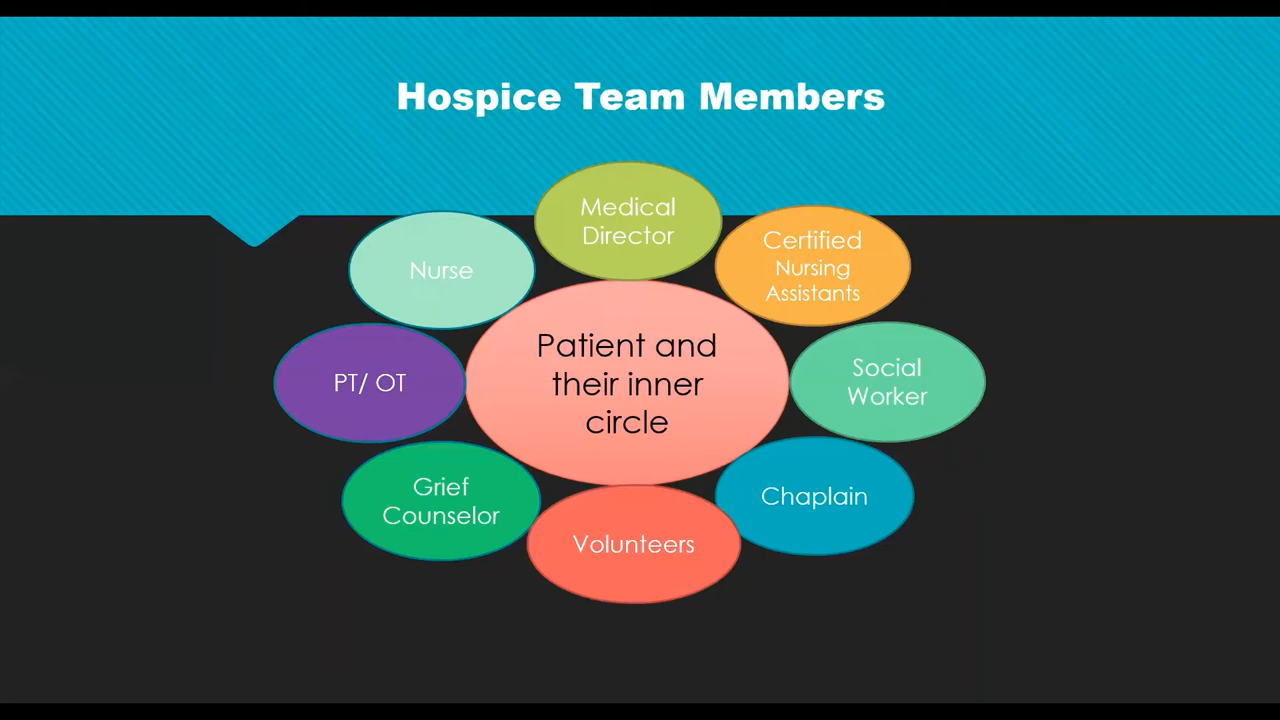 Hospice Team Members
Medical
Director
Certified
Nursing
Assistants
Social
Worker
Chaplain
Volunteers
Grief
Counselor
PT/ OT
Nurse
Patient and
their inner
circle